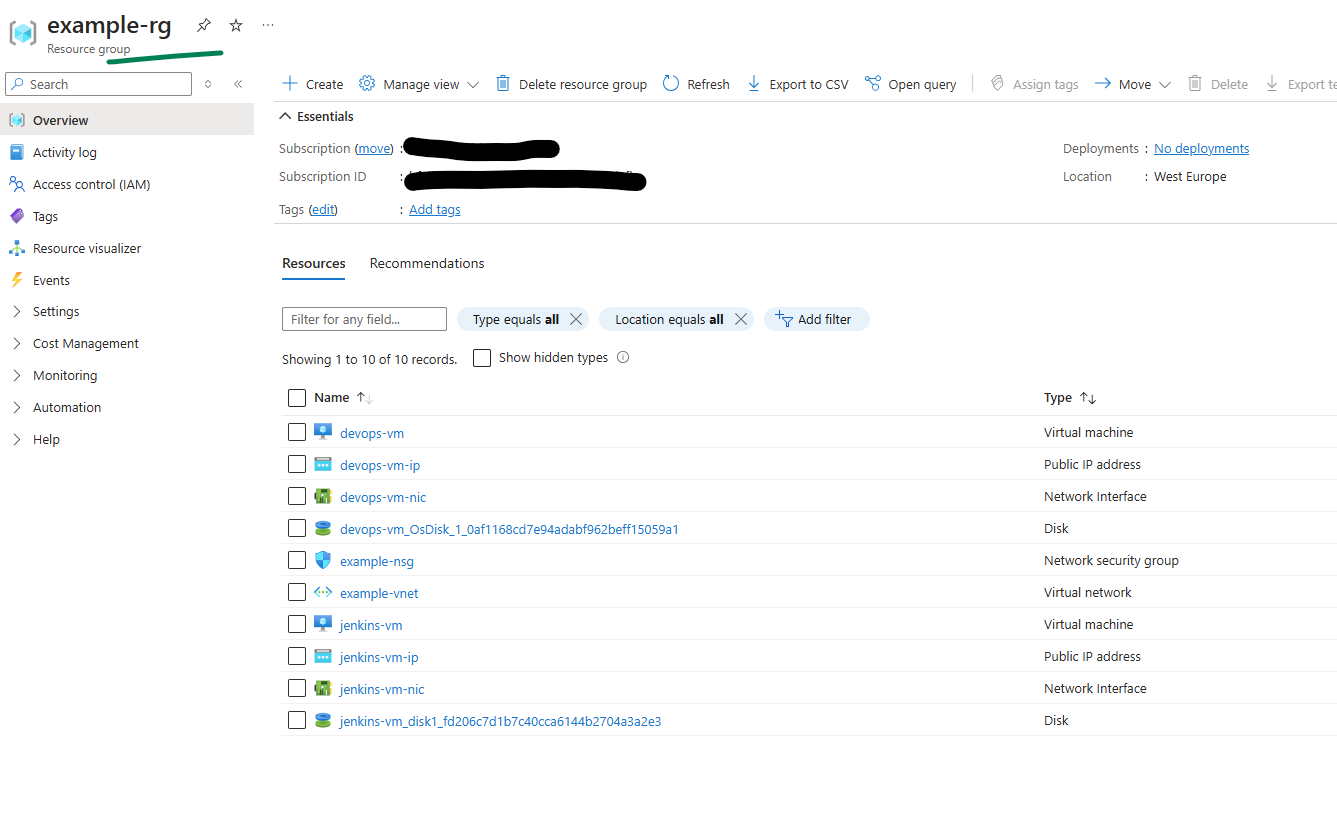 example-rg
Resource group
Search
Create Manage view Delete resource group Refresh Export to CSV Open query Assign tags Move Delete Export te
Overview
Activity log
Access control (IAM)
Tags
Resource visualizer
Events
Settings
Cost Management
Monitoring
Automation
Help
Essentials
Subscription (move) : Deployments : No deployments
Subscription ID : Location : West Europe
Tags (edit) : Add tags
Resources Recommendations
Filter for any field... Type equals all Location equals all Add filter
Showing 1 to 10 of 10 records. Show hidden types
Name Type
devops-vm Virtual machine
devops-vm-ip Public IP address
devops-vm-nic Network Interface
devops-vm_OsDisk_1_0af1168cd7e94adabf962beff15059a1 Disk
example-nsg Network security group
example-vnet Virtual network
jenkins-vm Virtual machine
jenkins-vm-ip Public IP address
jenkins-vm-nic Network Interface
jenkins-vm_disk1_fd206c7d1b7c40cca6144b2704a3a2e3 Disk